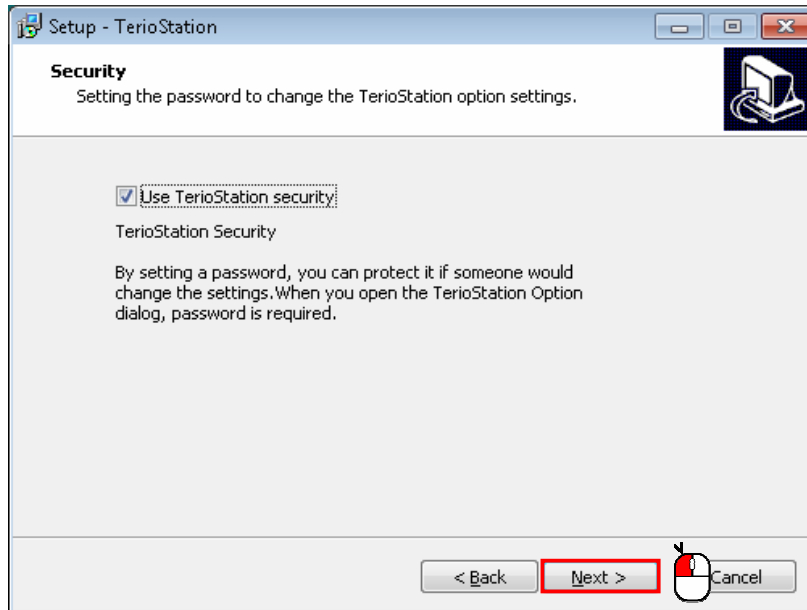 Setup - TerioStation
Security
Setting the password to change the TerioStation option settings.
Use TerioStation security
TerioStation Security
By setting a password, you can protect it if someone would
change the settings.When you open the TerioStation Option
dialog, password is required.
< Back
Next >
Cancel